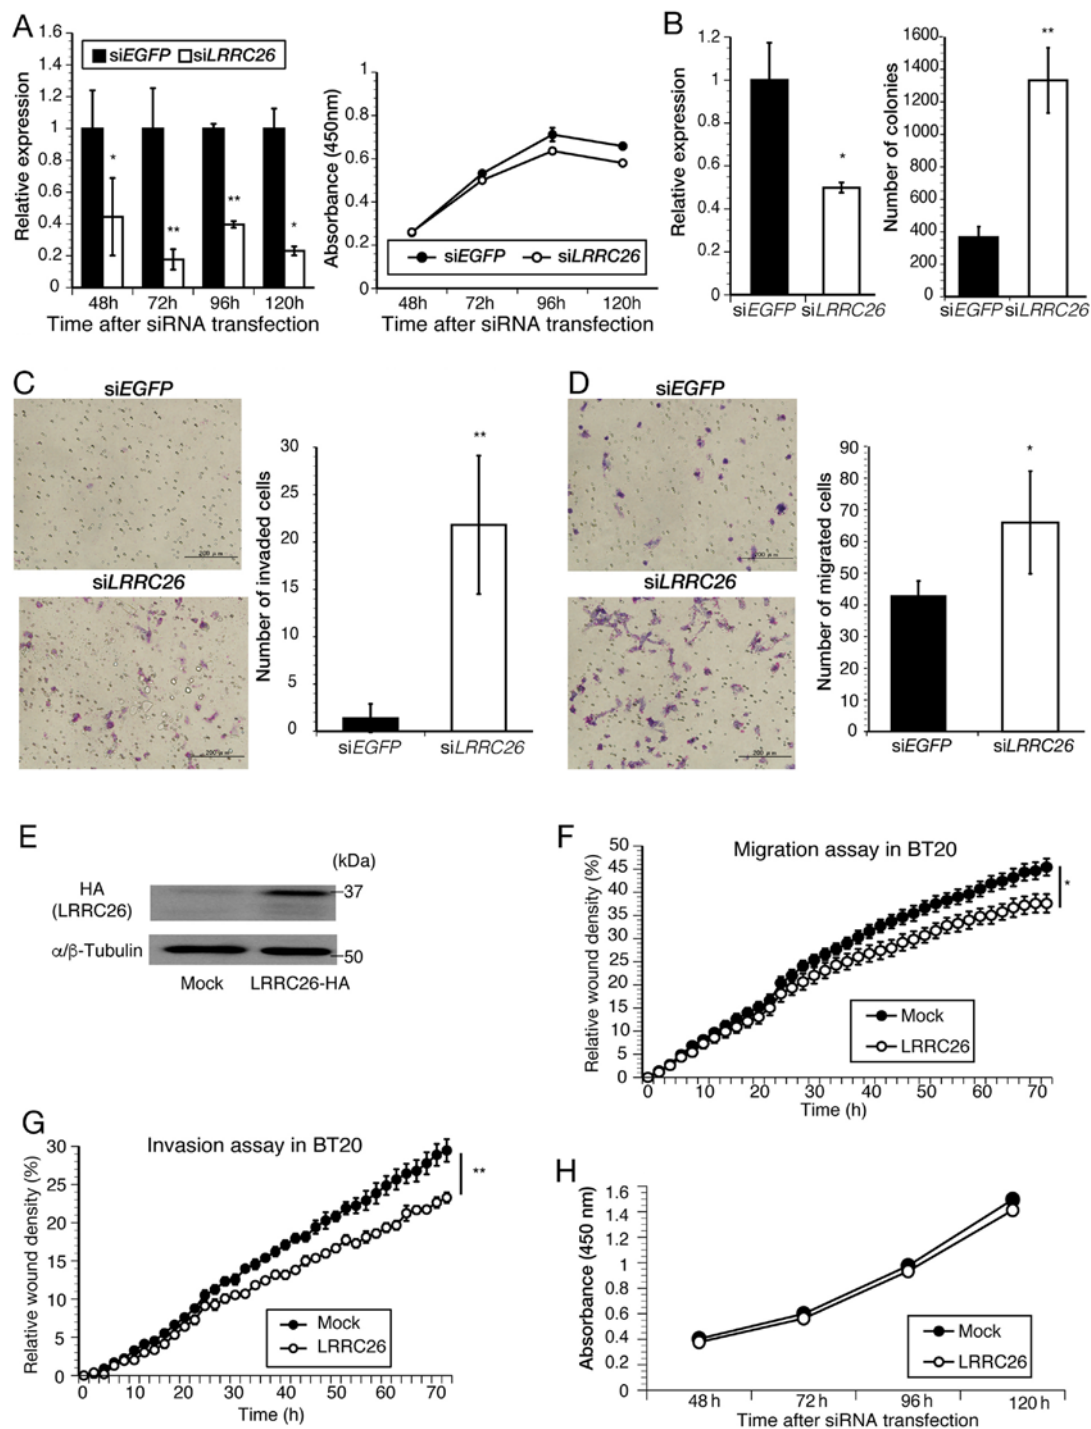 A
1.6
1.4
1.2
1
0.8
0.6
0.4
0.2
0
Relative expression
siEGFP siLRRC26
*
**
**
*
48h 72h 96h 120h
Time after siRNA transfection
1
0.8
0.6
0.4
0.2
0
Absorbance (450nm)
siEGFP siLRRC26
48h 72h 96h 120h
Time after siRNA transfection
B
1.2
1
0.8
0.6
0.4
0.2
0
Relative expression
*
siEGFP siLRRC26
1600
1400
1200
1000
800
600
400
200
0
Number of colonies
**
siEGFP siLRRC26
C
siEGFP
200 μm
siLRRC26
200 μm
30
25
20
15
10
5
0
Number of invaded cells
**
siEGFP siLRRC26
D
siEGFP
200 μm
siLRRC26
200 μm
90
80
70
60
50
40
30
20
10
0
Number of migrated cells
*
siEGFP siLRRC26
E
(kDa)
HA
(LRRC26)
37
α/β-Tubulin
50
Mock LRRC26-HA
F
Migration assay in BT20
50
45
40
35
30
25
20
15
10
5
0
Relative wound density (%)
*
Mock
LRRC26
0 10 20 30 40 50 60 70
Time (h)
G
Invasion assay in BT20
30
25
20
15
10
5
0
Relative wound density (%)
**
Mock
LRRC26
0 10 20 30 40 50 60 70
Time (h)
H
1.6
1.4
1.2
1
0.8
0.6
0.4
0.2
0
Absorbance (450 nm)
Mock
LRRC26
48 h 72 h 96 h 120 h
Time after siRNA transfection